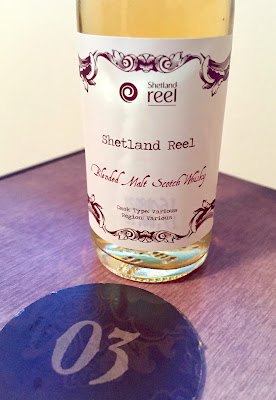 Shetland
reel
Shetland Reel
Blended Malt Scotch Whisky
Cask Type: Various
Region: Various
03